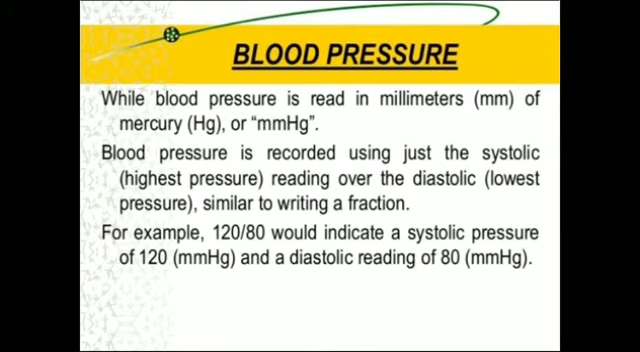 BLOOD PRESSURE
While blood pressure is read in millimeters (mm) of
mercury (Hg), or “mmHg”.
Blood pressure is recorded using just the systolic
(highest pressure) reading over the diastolic (lowest
pressure), similar to writing a fraction.
For example, 120/80 would indicate a systolic pressure
of 120 (mmHg) and a diastolic reading of 80 (mmHg).